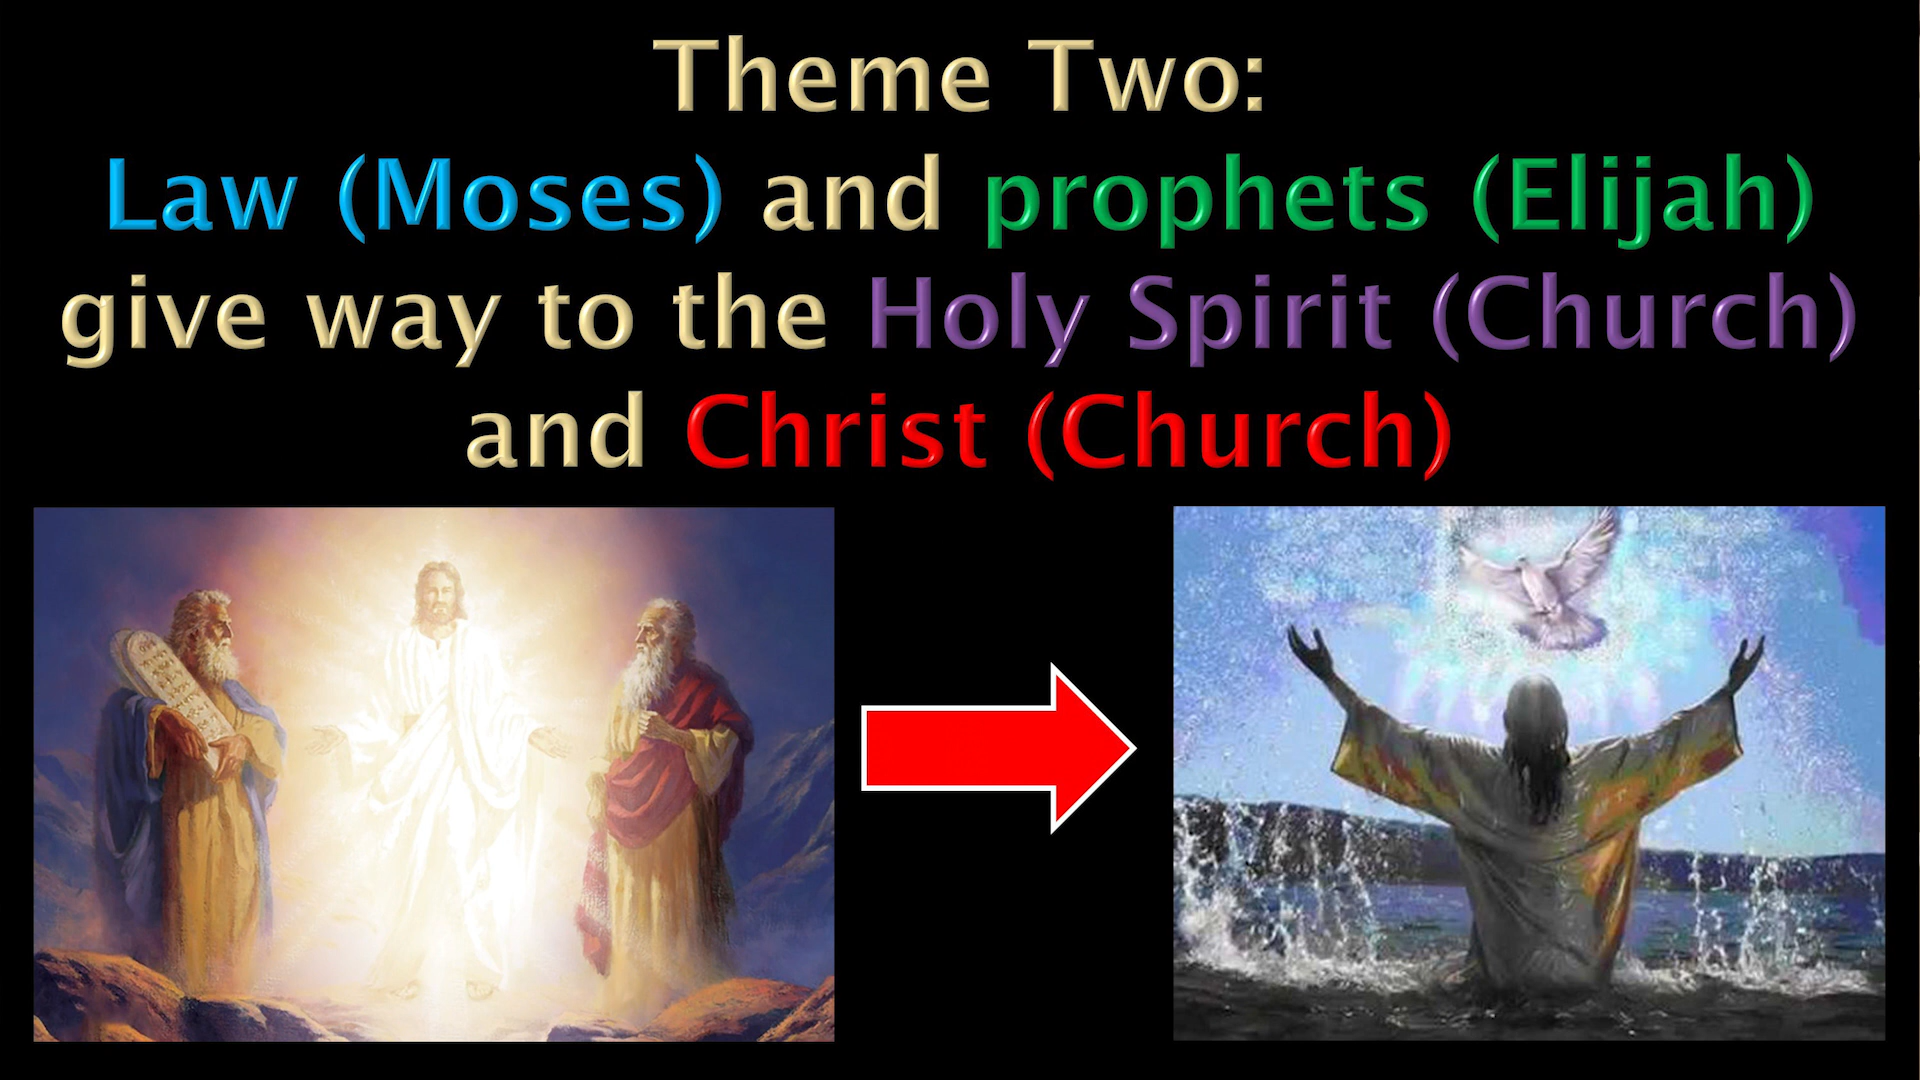 Theme Two:
Law (Moses) and prophets (Elijah)
give way to the Holy Spirit (Church)
and Christ (Church)